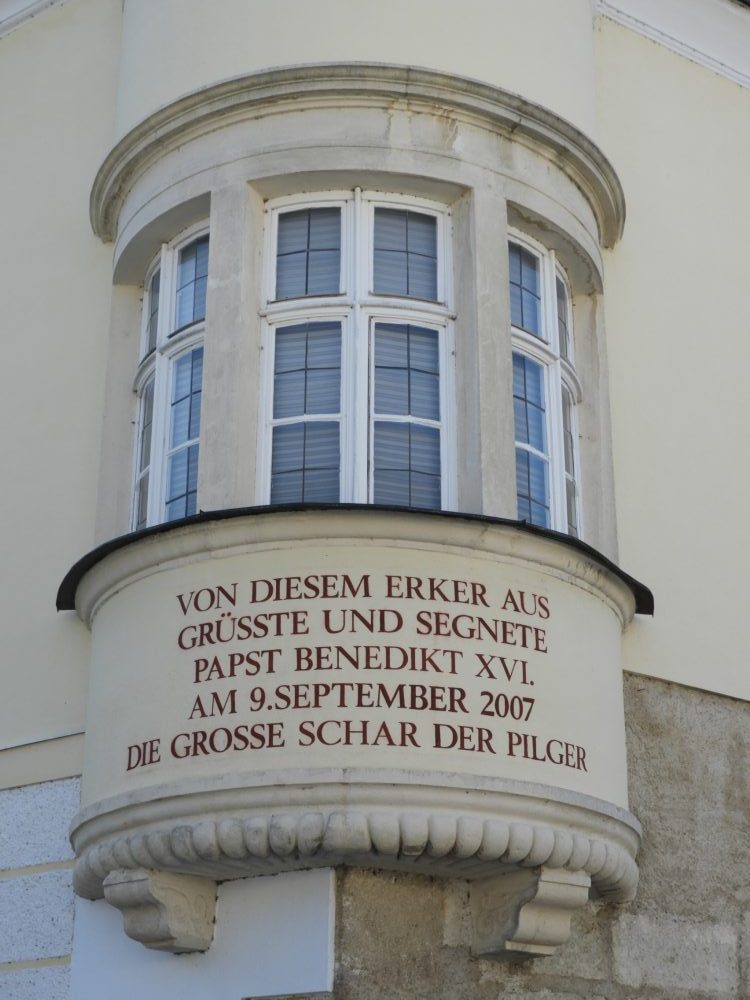 VON DIESEM ERKER AUS
GRÜSSTE UND SEGNETE
PAPST BENEDIKT XVI.
AM 9.SEPTEMBER 2007
DIE GROSSE SCHAR DER PILGER